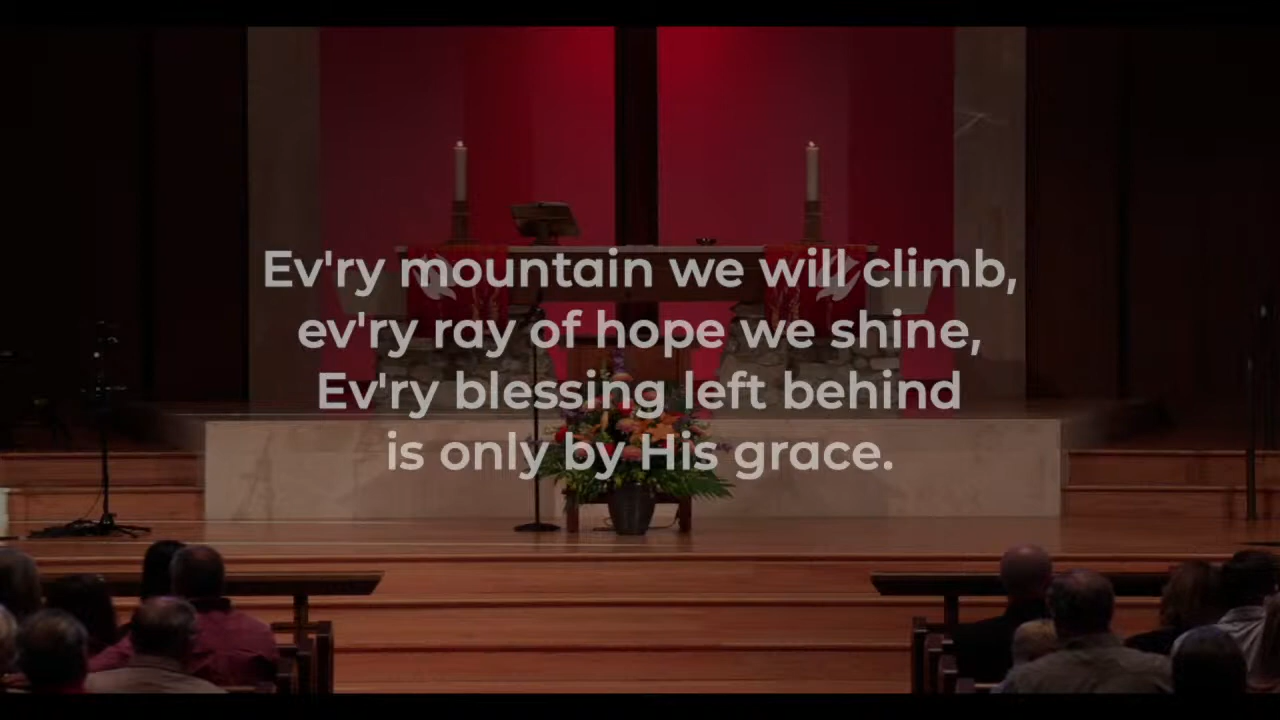 Ev'ry mountain we will climb,
ev'ry ray of hope we shine,
Ev'ry blessing left behind
is only by His grace.